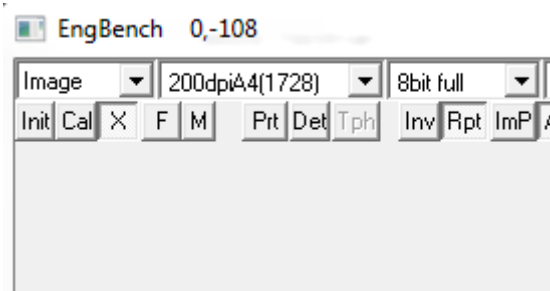 EngBench 0,-108
Image 200dpiA4(1728) 8bit full
Init Cal X F M Prt Det Tph Inv Rpt ImP